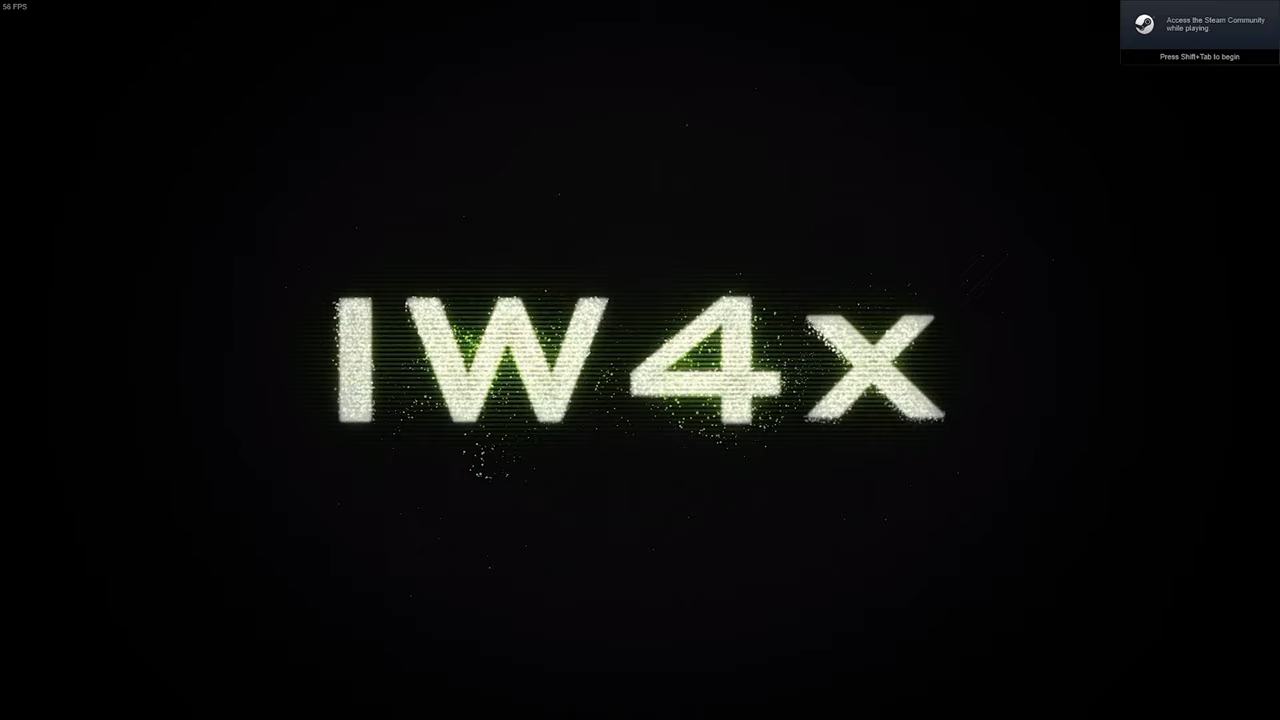 56 FPS
Access the Steam Community
while playing.
Press Shift+Tab to begin
IW4x